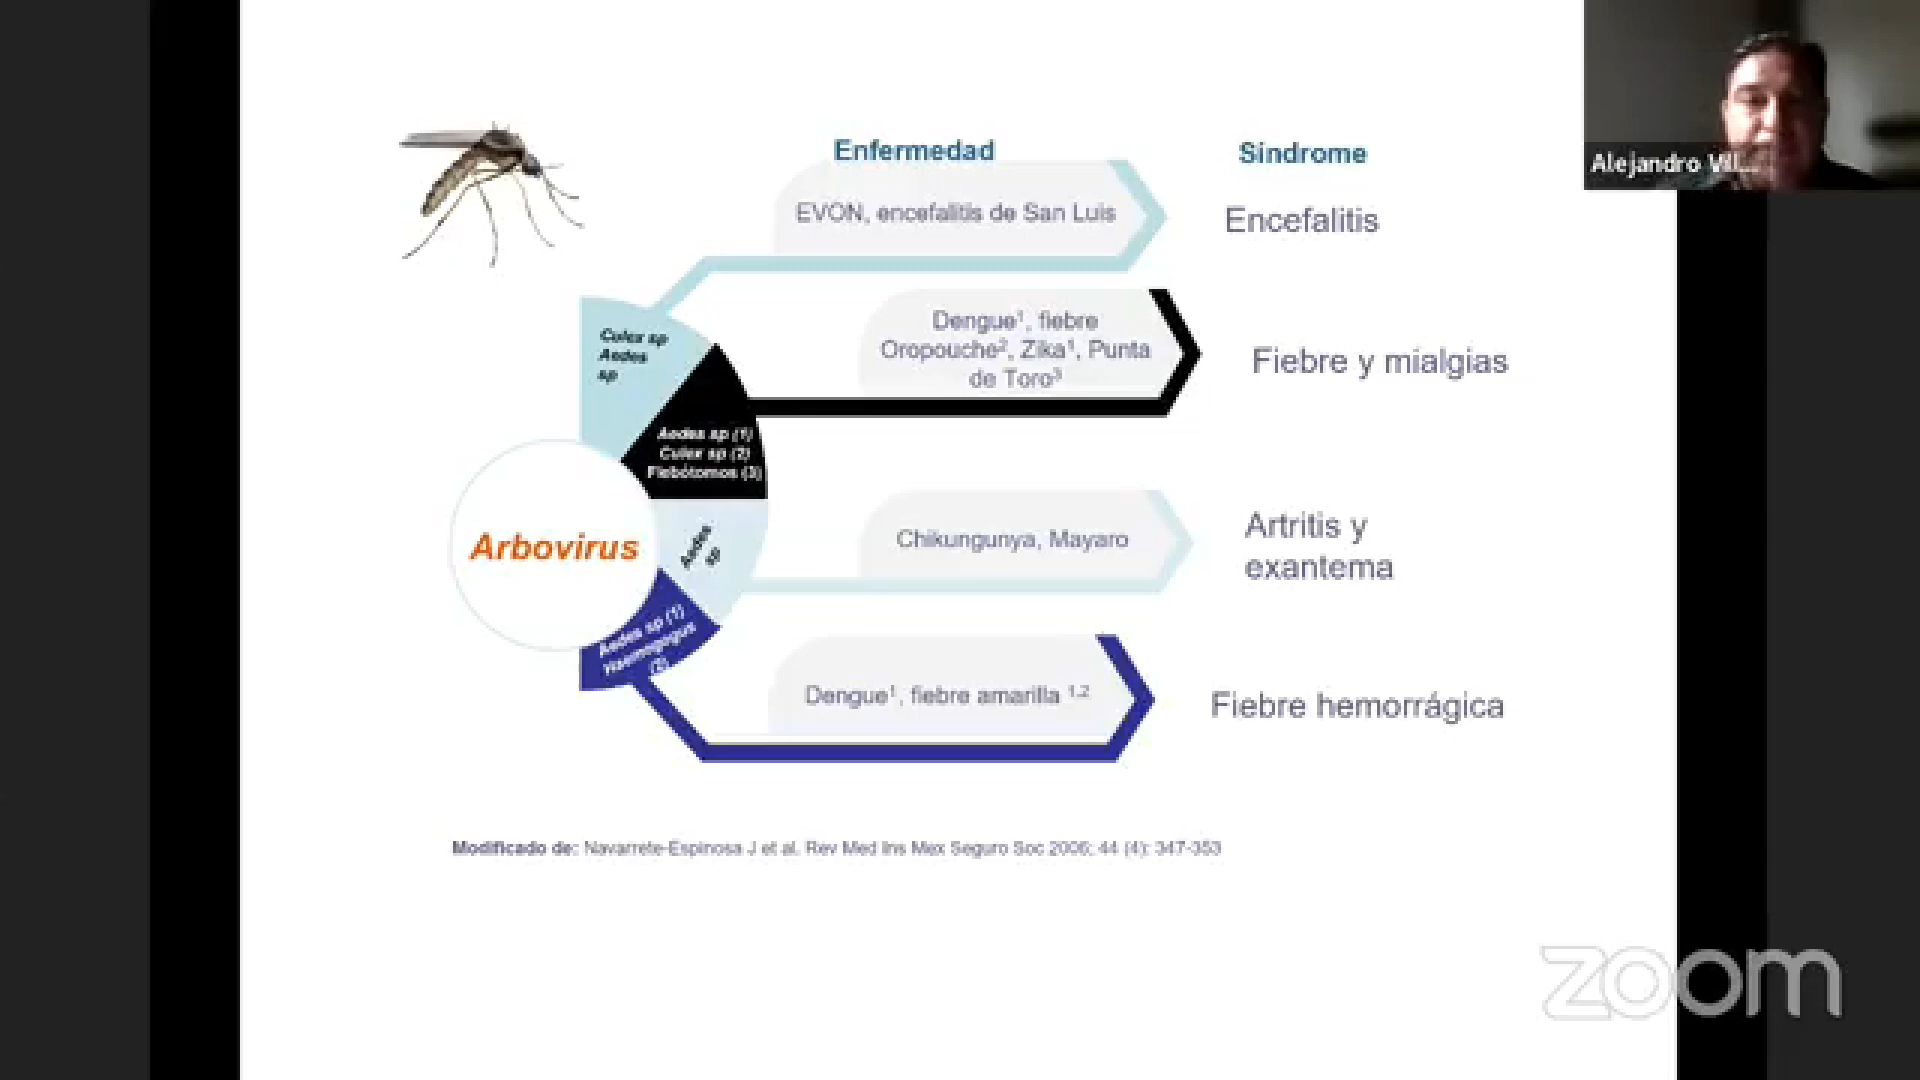 Enfermedad
Síndrome
Alejandro Vil...
EVON, encefalitis de San Luis
Encefalitis
Dengue¹, fiebre
Oropouche², Zika¹, Punta
de Toro³
Fiebre y mialgias
Culex sp
Aedes
sp
Aedes sp (1)
Culex sp (2)
Flebótomos (3)
Aedes
sp
Arbovirus
Chikungunya, Mayaro
Artritis y
exantema
Aedes sp (1)
Haemagogus
(2)
Dengue¹, fiebre amarilla ¹·²
Fiebre hemorrágica
Modificado de: Navarrete-Espinosa J et al. Rev Med Ins Mex Seguro Soc 2006; 44 (4): 347-353
zoom